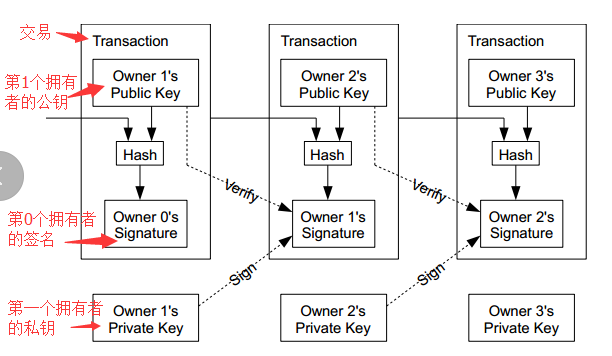 交易
Transaction
Transaction
Transaction
第1个拥有
者的公钥
Owner 1's
Public Key
Owner 2's
Public Key
Owner 3's
Public Key
Hash
Hash
Hash
Verify
Verify
第0个拥有者
的签名
Owner 0's
Signature
Owner 1's
Signature
Owner 2's
Signature
Sign
Sign
第一个拥有者
的私钥
Owner 1's
Private Key
Owner 2's
Private Key
Owner 3's
Private Key